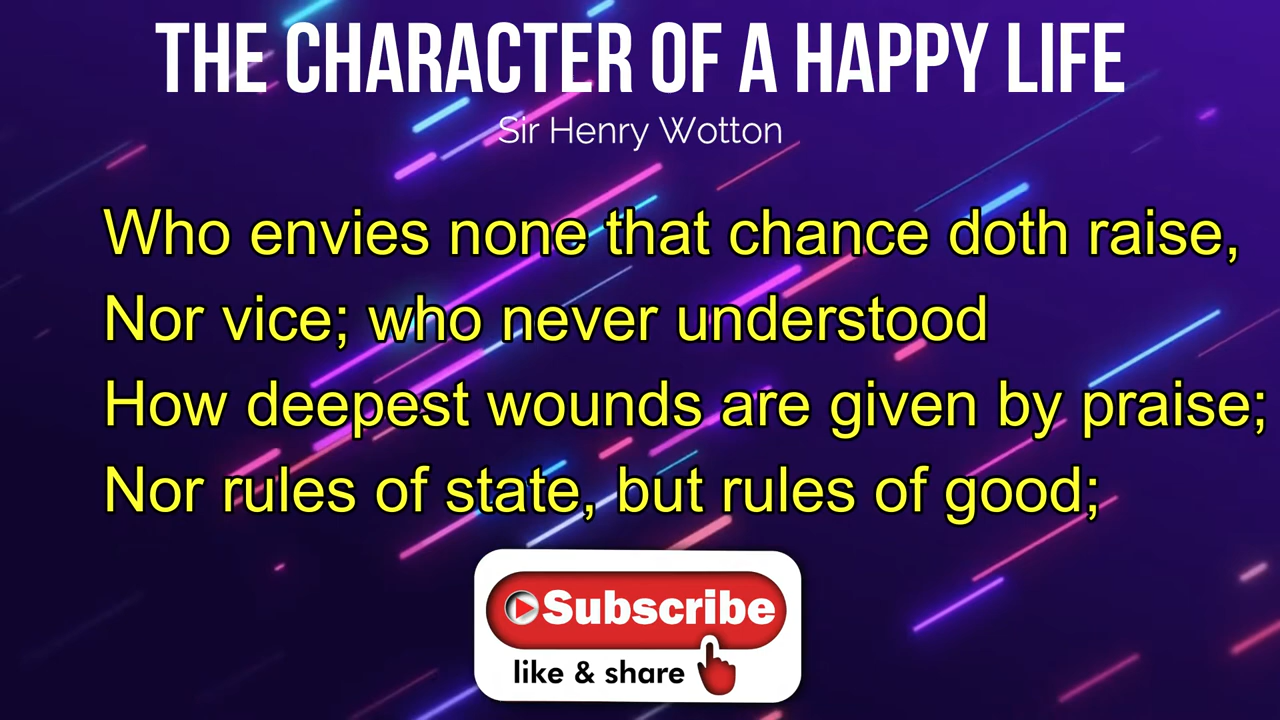 THE CHARACTER OF A HAPPY LIFE
Sir Henry Wotton
Who envies none that chance doth raise,
Nor vice; who never understood
How deepest wounds are given by praise;
Nor rules of state, but rules of good;
Subscribe
like & share